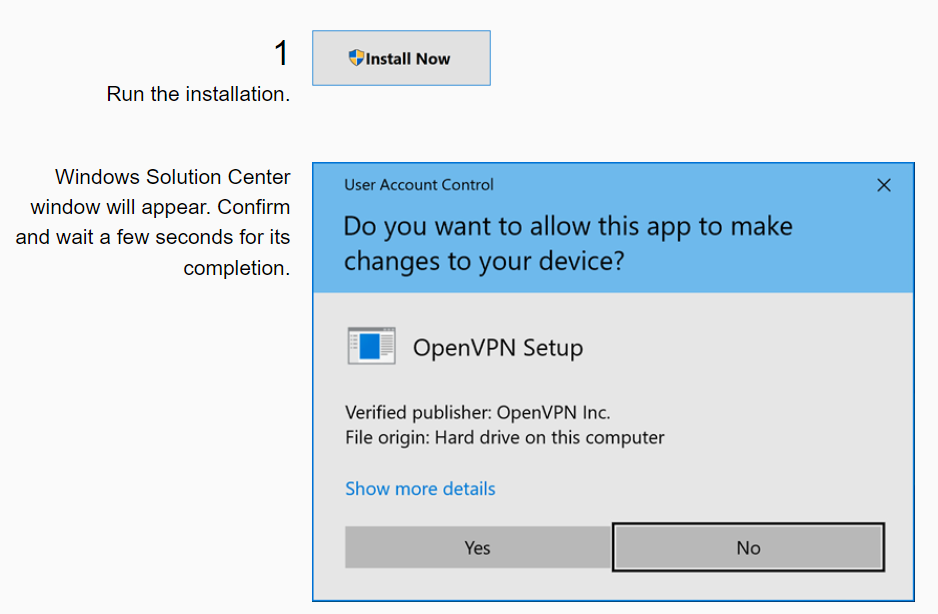 1
Install Now
Run the installation.
Windows Solution Center
window will appear. Confirm
and wait a few seconds for its
completion.
User Account Control
Do you want to allow this app to make
changes to your device?
OpenVPN Setup
Verified publisher: OpenVPN Inc.
File origin: Hard drive on this computer
Show more details
Yes
No